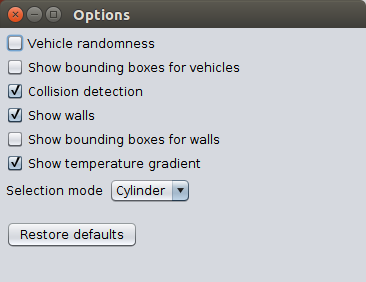 Options
Vehicle randomness
Show bounding boxes for vehicles
Collision detection
Show walls
Show bounding boxes for walls
Show temperature gradient
Selection mode Cylinder
Restore defaults